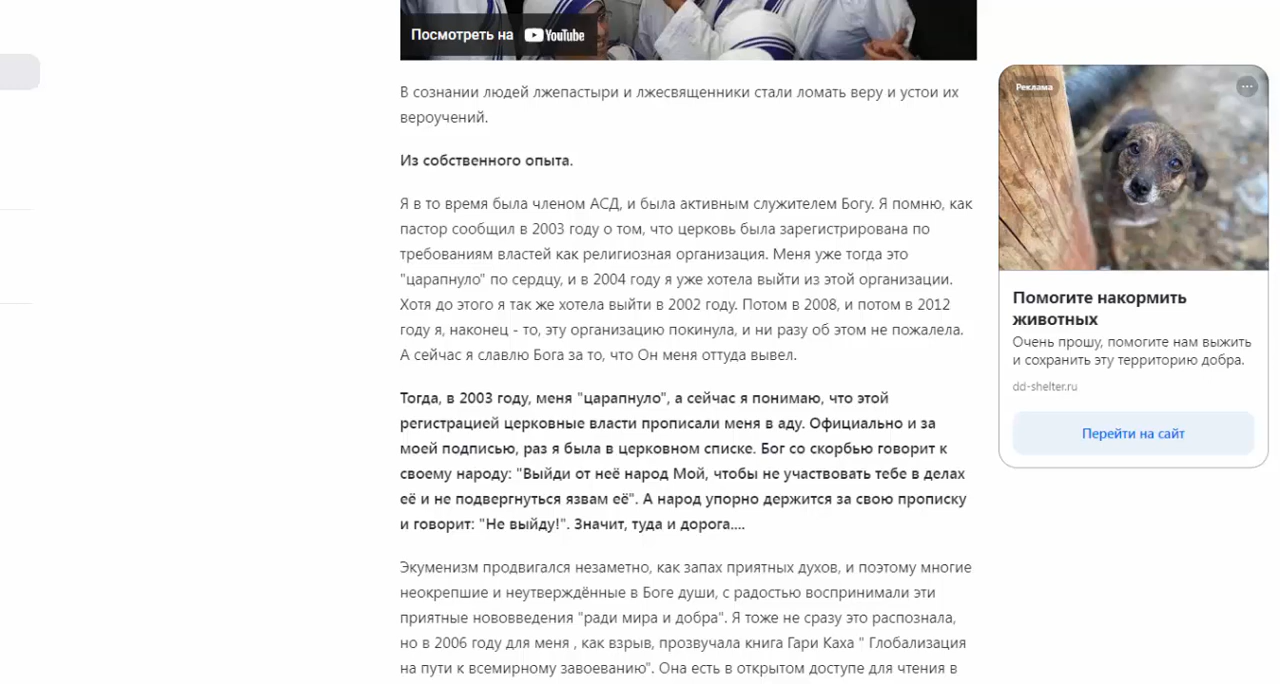 Посмотреть на YouTube
В сознании людей лжепастыри и лжесвященники стали ломать веру и устои их
вероучений.
Из собственного опыта.
Я в то время была членом АСД, и была активным служителем Богу. Я помню, как
пастор сообщил в 2003 году о том, что церковь была зарегистрирована по
требованиям властей как религиозная организация. Меня уже тогда это
"царапнуло" по сердцу, и в 2004 году я уже хотела выйти из этой организации.
Хотя до этого я так же хотела выйти в 2002 году. Потом в 2008, и потом в 2012
году я, наконец - то, эту организацию покинула, и ни разу об этом не пожалела.
А сейчас я славлю Бога за то, что Он меня оттуда вывел.
Тогда, в 2003 году, меня "царапнуло", а сейчас я понимаю, что этой
регистрацией церковные власти прописали меня в аду. Официально и за
моей подписью, раз я была в церковном списке. Бог со скорбью говорит к
своему народу: "Выйди от неё народ Мой, чтобы не участвовать тебе в делах
её и не подвергнуться язвам её". А народ упорно держится за свою прописку
и говорит: "Не выйду!". Значит, туда и дорога....
Экуменизм продвигался незаметно, как запах приятных духов, и поэтому многие
неокрепшие и неутверждённые в Боге души, с радостью воспринимали эти
приятные нововведения "ради мира и добра". Я тоже не сразу это распознала,
но в 2006 году для меня , как взрыв, прозвучала книга Гари Каха " Глобализация
на пути к всемирному завоеванию". Она есть в открытом доступе для чтения в
Реклама
Помогите накормить
животных
Очень прошу, помогите нам выжить
и сохранить эту территорию добра.
dd-shelter.ru
Перейти на сайт